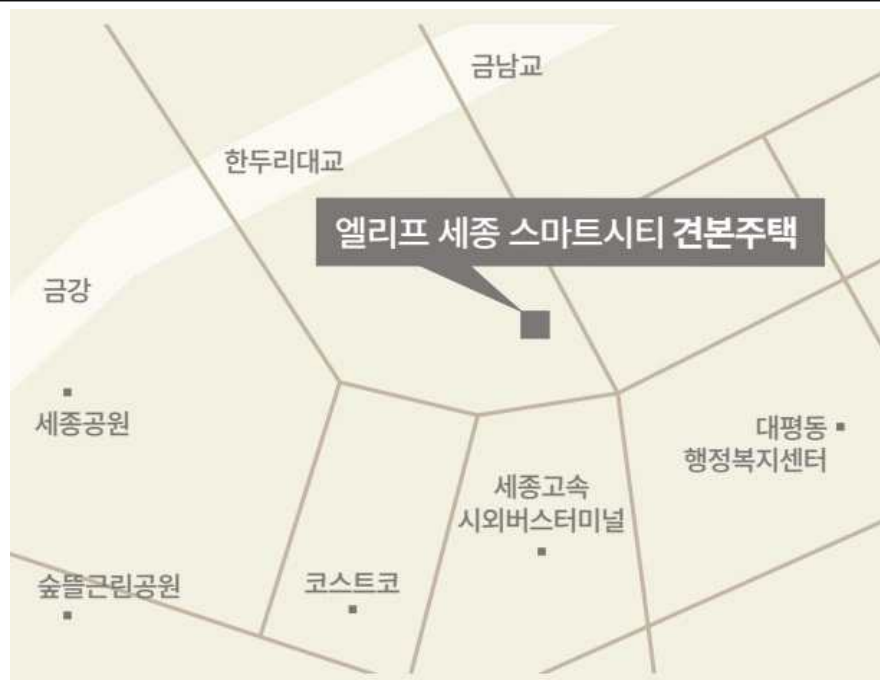 금남교
한두리대교
엘리프 세종 스마트시티 견본주택
금강
세종공원
대평동
행정복지센터
세종고속
시외버스터미널
숲뜰근린공원
코스트코